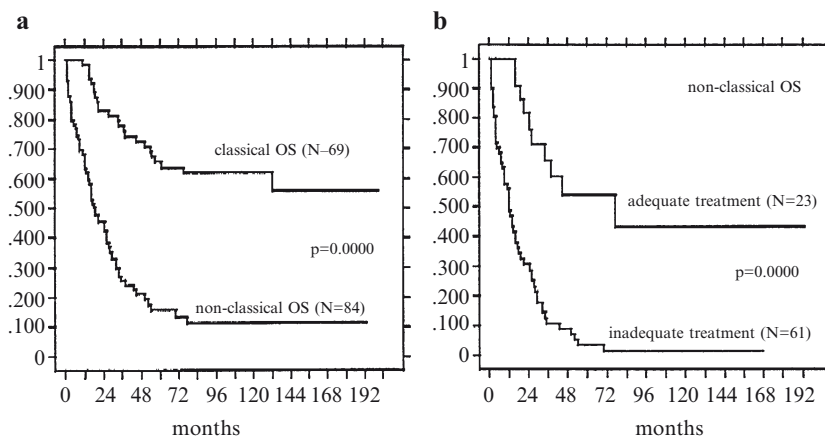 a
1
.900
.800
.700
.600
.500
.400
.300
.200
.100
0
classical OS (N–69)
p=0.0000
non-classical OS (N=84)
0 24 48 72 96 120 144 168 192
months
b
1
.900
.800
.700
.600
.500
.400
.300
.200
.100
0
non-classical OS
adequate treatment (N=23)
p=0.0000
inadequate treatment (N=61)
0 24 48 72 96 120 144 168 192
months